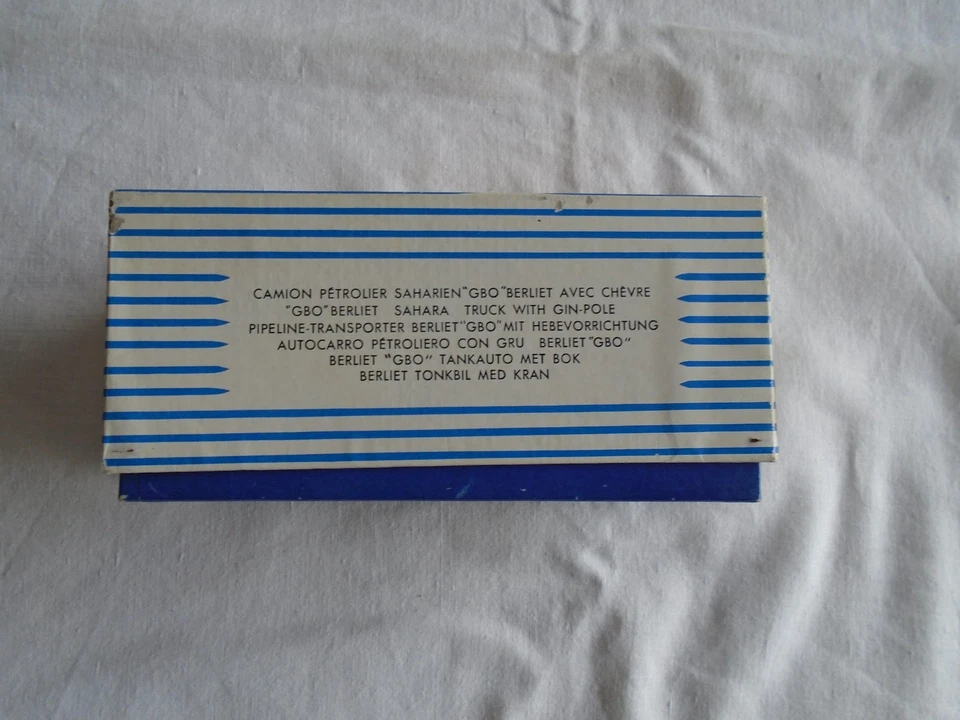 CAMION PÉTROLIER SAHARIEN "GBO" BERLIET AVEC CHÈVRE
"GBO" BERLIET SAHARA TRUCK WITH GIN-POLE
PIPELINE-TRANSPORTER BERLIET "GBO" MIT HEBEVORRICHTUNG
AUTOCARRO PÉTROLIERO CON GRU BERLIET "GBO"
BERLIET "GBO" TANKAUTO MET BOK
BERLIET TONKBIL MED KRAN